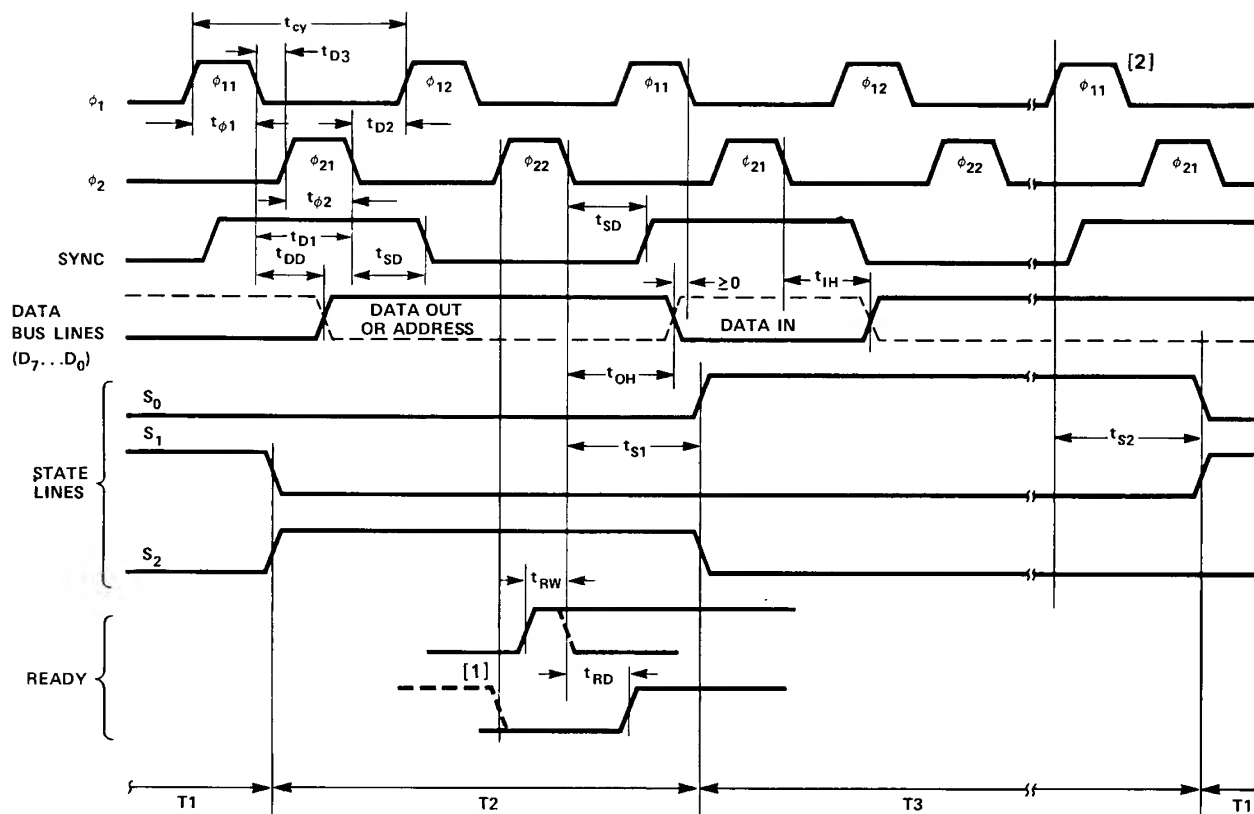 tcy
tD3
ϕ11 ϕ12 ϕ11 ϕ12 ϕ11 [2]
ϕ1
tϕ1 tD2
ϕ21 ϕ22 ϕ21 ϕ22 ϕ21
ϕ2
tϕ2 tSD
tD1
SYNC tDD tSD ≥0 tIH
DATA BUS LINES (D7...D0)
DATA OUT OR ADDRESS
DATA IN
tOH
S0
S1 tS1 tS2
STATE LINES
S2
tRW
[1] tRD
READY
T1 T2 T3 T1